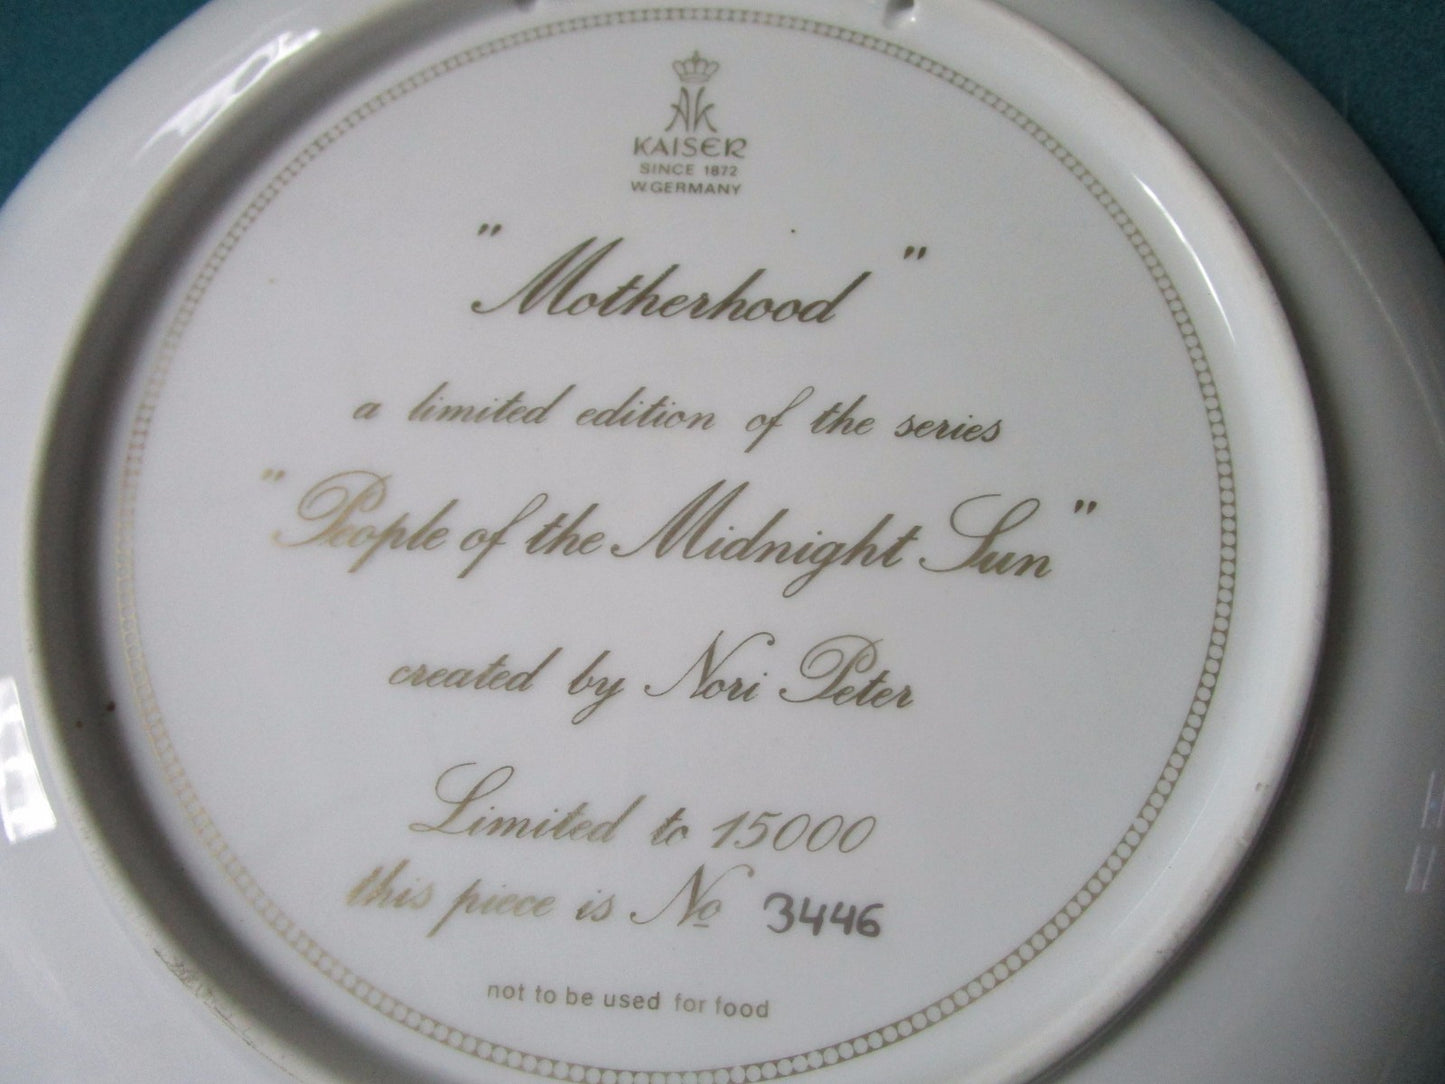 AK
KAISER
SINCE 1872
W.GERMANY
"Motherhood"
a limited edition of the series
"People of the Midnight Sun"
created by Nori Peter
Limited to 15000
this piece is No 3446
not to be used for food